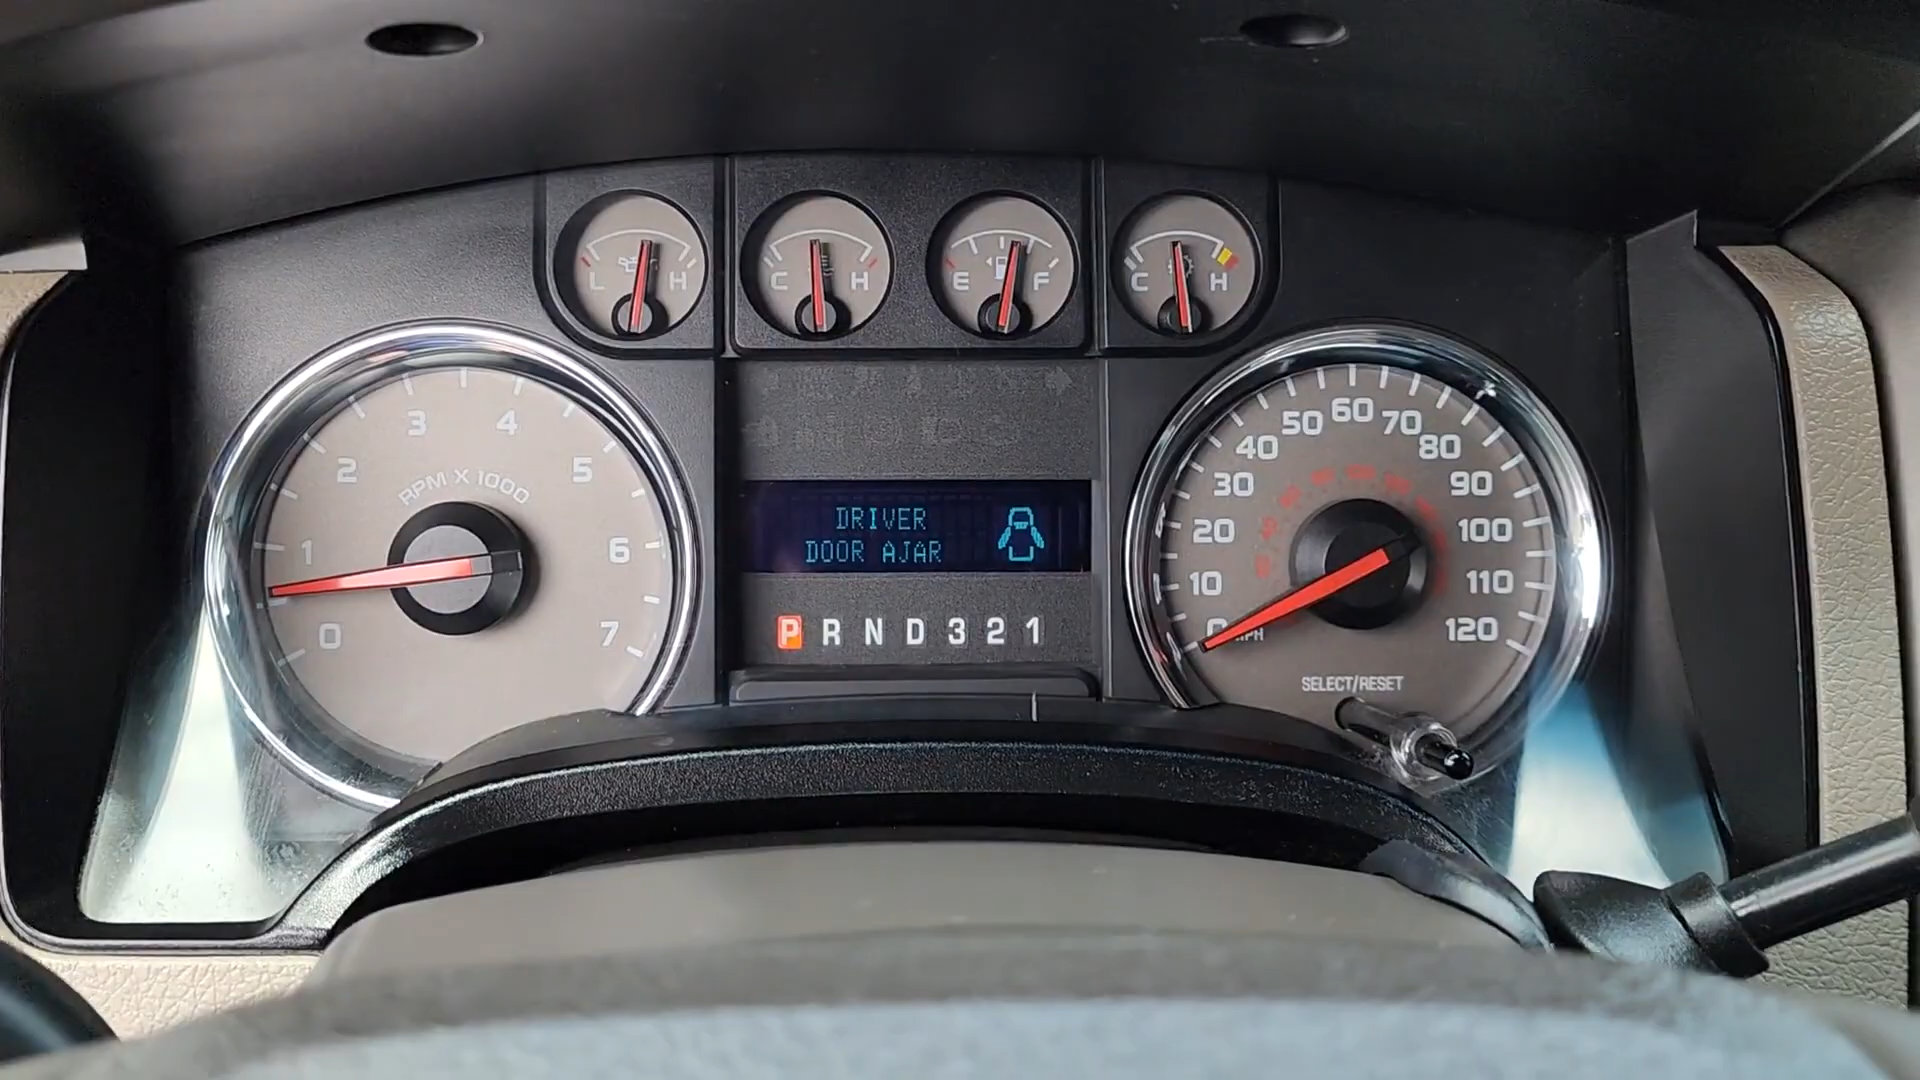 L H
C H
E F
C H
0 1 2 3 4 5 6 7
RPM X 1000
DRIVER
DOOR AJAR
P R N D 3 2 1
0 10 20 30 40 50 60 70 80 90 100 110 120
MPH
SELECT/RESET